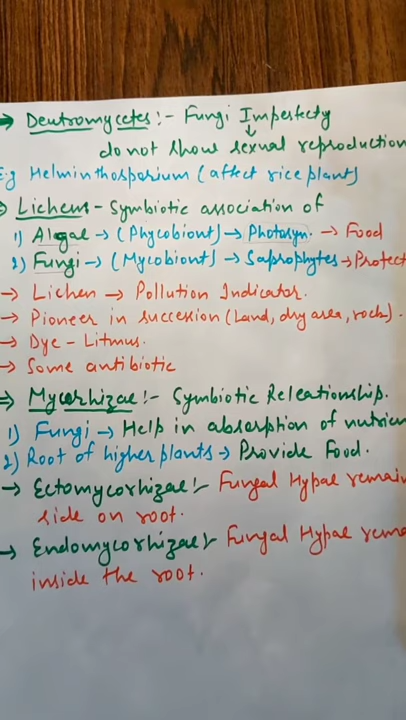 → Deutromycetes :- Fungi Imperfecty
↓
do not show sexual reproduction
E.g Helminthosporium (affect rice plant)
⇒ Lichens - Symbiotic association of
1) Algae → (Phycobiont) → Photosyn. → Food
2) Fungi → (Mycobiont) → Saprophytes → Protect
→ Lichen → Pollution Indicator.
→ Pioneer in succession (Land, dry area, rock).
→ Dye - Litmus.
→ Some antibiotic
⇒ Mycorhizae :- Symbiotic Releationship.
1) Fungi → Help in absorption of nutrien
2) Root of higher plants → Provide Food.
→ Ectomycorhizae :- Fungal Hypae remain
side on root.
→ Endomycorhizae :- Fungal Hypae rema
inside the root.